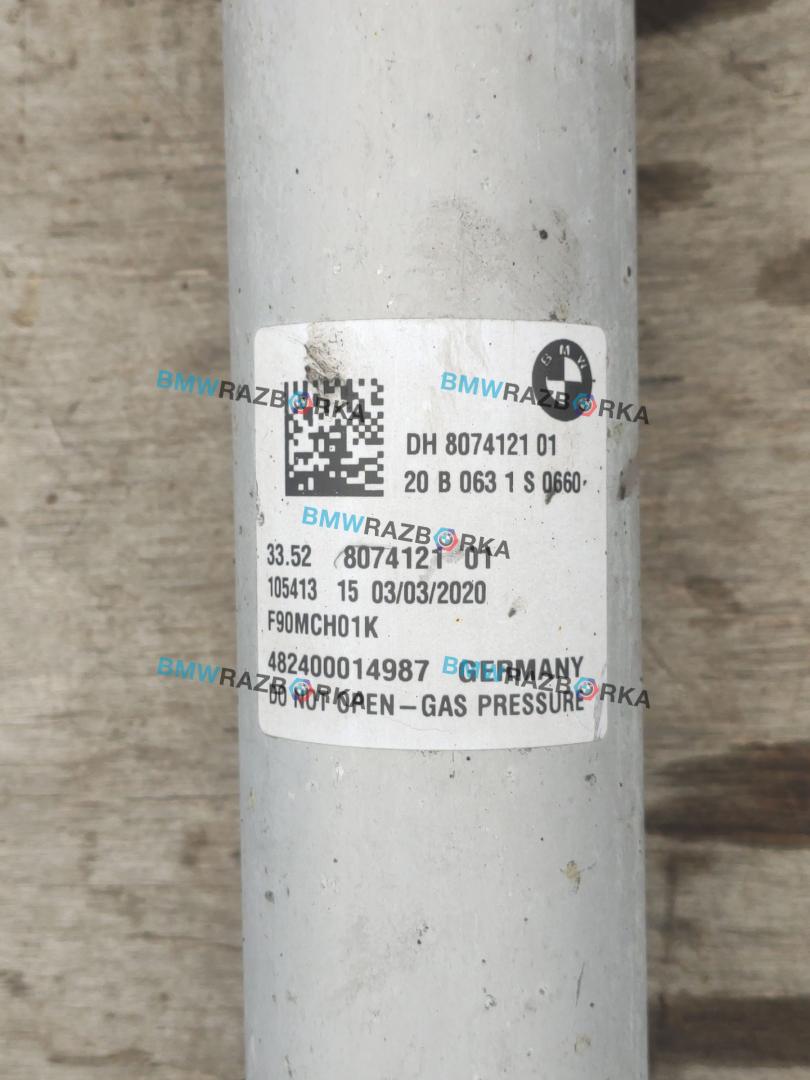 BMW
DH 8074121 01
20 B 063 1 S 0660
33.52 8074121 01
105413 15 03/03/2020
F90MCH01K
482400014987 GERMANY
DO NOT OPEN – GAS PRESSURE
BMWRAZBORKA
BMWRAZBORKA
BMWRAZBORKA
BMWRAZBORKA
BMWRAZBORKA